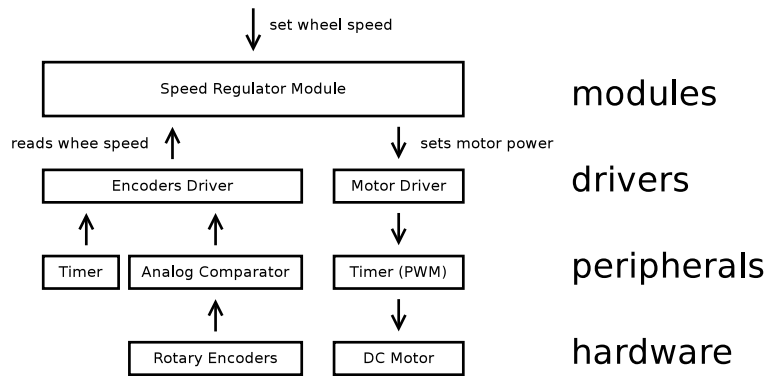 set wheel speed
Speed Regulator Module
modules
reads whee speed
sets motor power
Encoders Driver
Motor Driver
drivers
Timer
Analog Comparator
Timer (PWM)
peripherals
Rotary Encoders
DC Motor
hardware